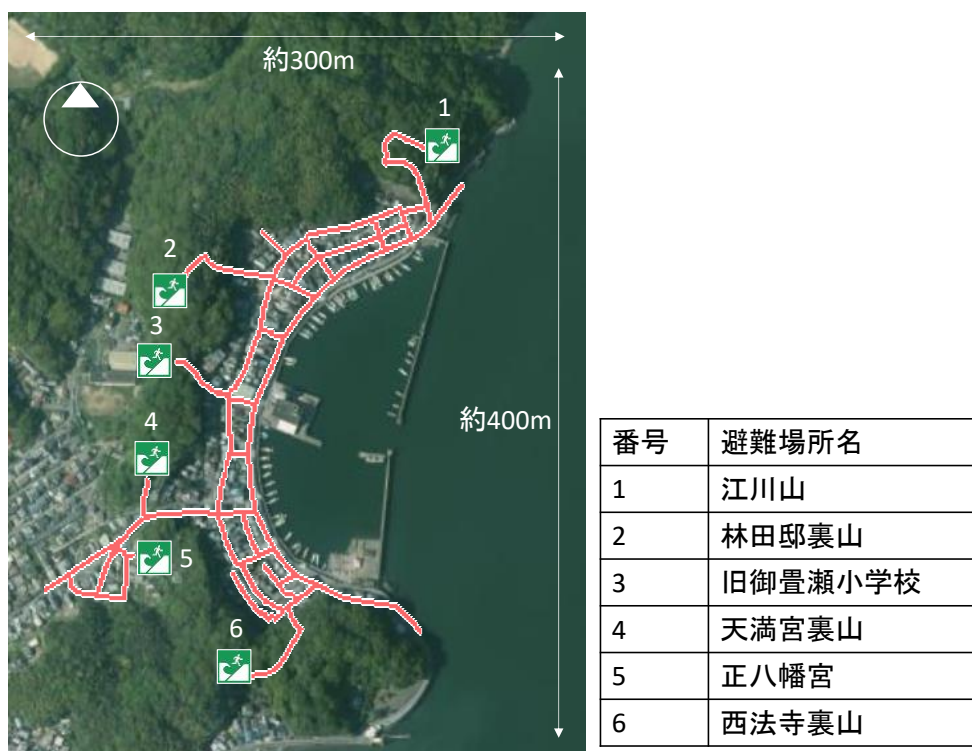 約300m
1
2
3
約400m
4
5
6
番号 避難場所名
1 江川山
2 林田邸裏山
3 旧御畳瀬小学校
4 天満宮裏山
5 正八幡宮
6 西法寺裏山